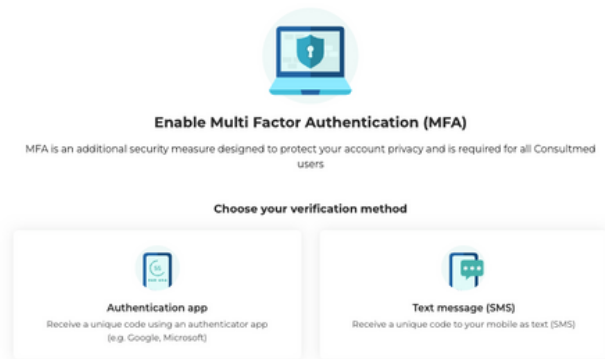 Enable Multi Factor Authentication (MFA)
MFA is an additional security measure designed to protect your account privacy and is required for all Consultmed
users
Choose your verification method
Authentication app
Receive a unique code using an authenticator app
(e.g. Google, Microsoft)
Text message (SMS)
Receive a unique code to your mobile as text (SMS)